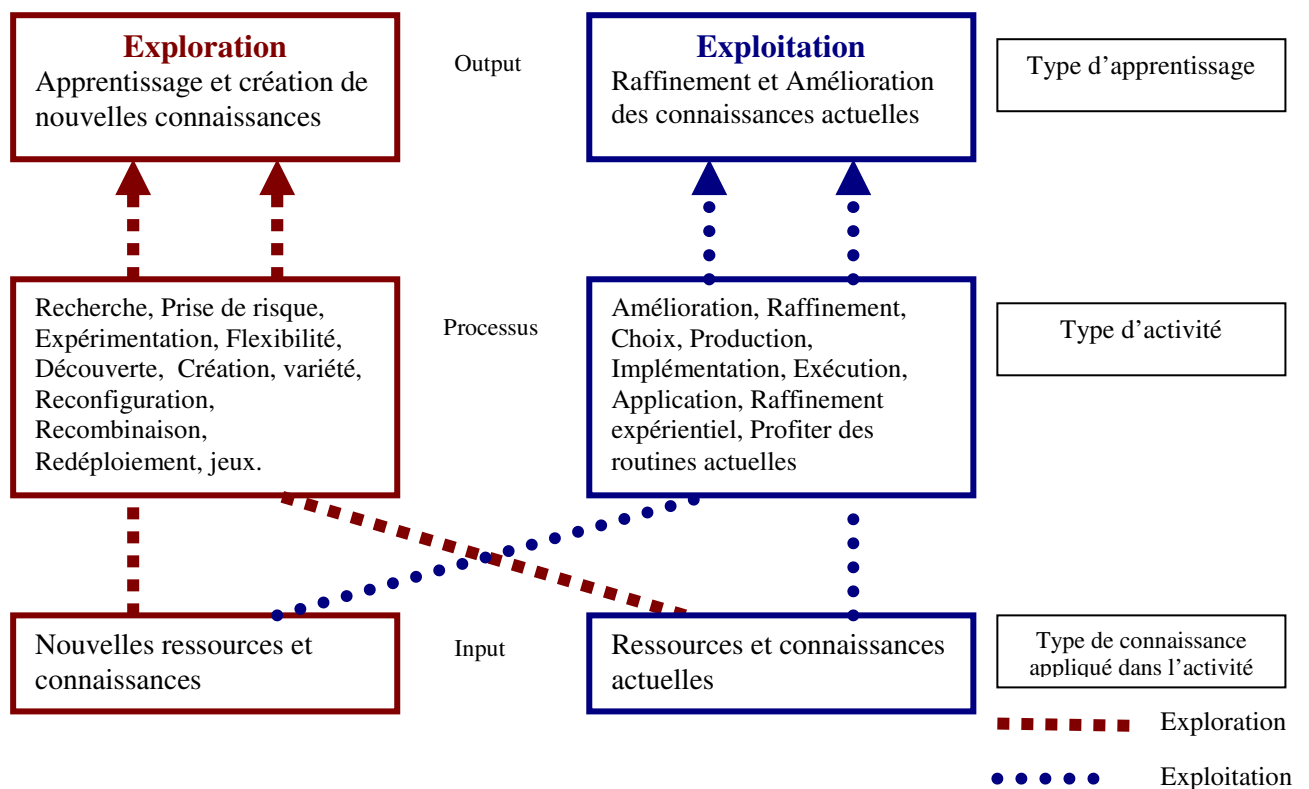 Exploration
Apprentissage et création de
nouvelles connaissances
Output
Exploitation
Raffinement et Amélioration
des connaissances actuelles
Type d’apprentissage
Recherche, Prise de risque,
Expérimentation, Flexibilité,
Découverte, Création, variété,
Reconfiguration,
Recombinaison,
Redéploiement, jeux.
Processus
Amélioration, Raffinement,
Choix, Production,
Implémentation, Exécution,
Application, Raffinement
expérientiel, Profiter des
routines actuelles
Type d’activité
Nouvelles ressources et
connaissances
Input
Ressources et connaissances
actuelles
Type de connaissance
appliqué dans l’activité
Exploration
Exploitation